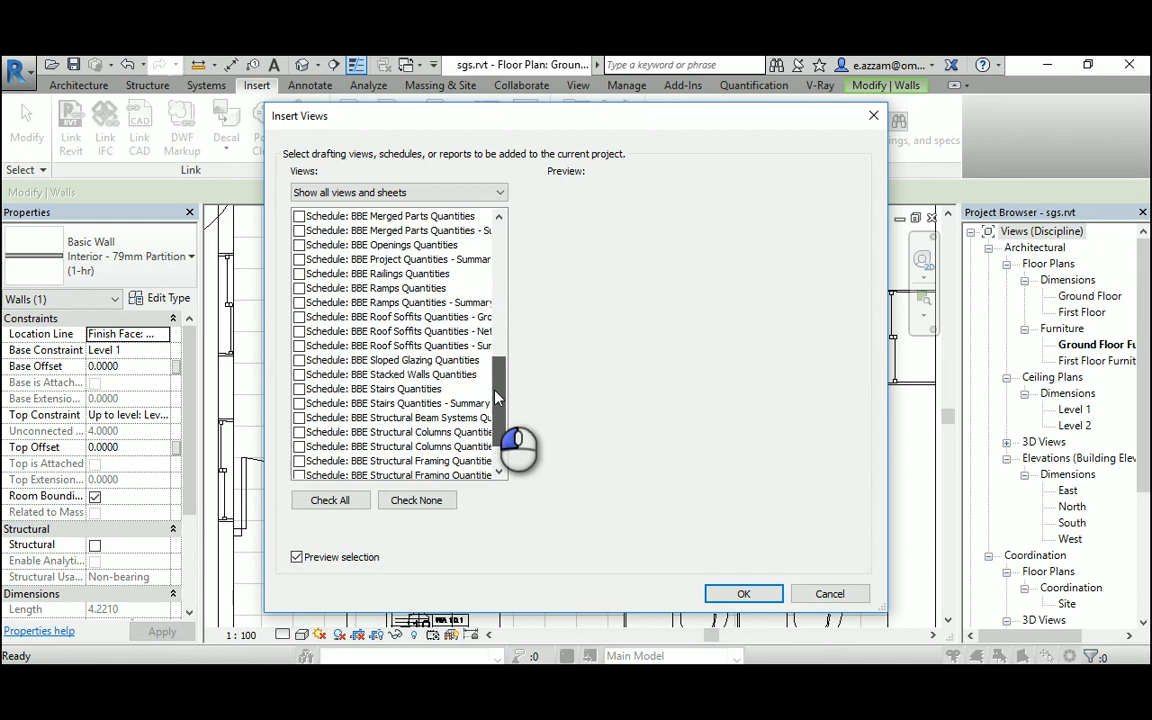 sgs.rvt - Floor Plan: Groun...
Type a keyword or phrase
e.azzam@om...
Architecture
Structure
Systems
Insert
Annotate
Analyze
Massing & Site
Collaborate
View
Manage
Add-Ins
Quantification
V-Ray
Modify | Walls
Modify
Link
Revit
Link
IFC
Link
CAD
DWF
Markup
Decal
Select
Link
Modify | Walls
Properties
Basic Wall
Interior - 79mm Partition
(1-hr)
Walls (1)
Edit Type
Constraints
Location Line
Finish Face: ...
Base Constraint
Level 1
Base Offset
0.0000
Base is Attach...
Base Extension...
Top Constraint
Up to level: Lev...
Unconnected ...
4.0000
Top Offset
0.0000
Top is Attached
Top Extension...
0.0000
Room Boundi...
Related to Mass
Structural
Structural
Enable Analyti...
Structural Usa...
Non-bearing
Dimensions
Length
4.2210
Properties help
Apply
Insert Views
Select drafting views, schedules, or reports to be added to the current project.
Views:
Preview:
Show all views and sheets
Schedule: BBE Merged Parts Quantities
Schedule: BBE Merged Parts Quantities - Su
Schedule: BBE Openings Quantities
Schedule: BBE Project Quantities - Summar
Schedule: BBE Railings Quantities
Schedule: BBE Ramps Quantities
Schedule: BBE Ramps Quantities - Summary
Schedule: BBE Roof Soffits Quantities - Gro
Schedule: BBE Roof Soffits Quantities - Net
Schedule: BBE Roof Soffits Quantities - Sur
Schedule: BBE Sloped Glazing Quantities
Schedule: BBE Stacked Walls Quantities
Schedule: BBE Stairs Quantities
Schedule: BBE Stairs Quantities - Summary
Schedule: BBE Structural Beam Systems Qu
Schedule: BBE Structural Columns Quantitie
Schedule: BBE Structural Columns Quantitie
Schedule: BBE Structural Framing Quantitie
Schedule: BBE Structural Framing Quantitie
Check All
Check None
Preview selection
OK
Cancel
ngs, and specs
Project Browser - sgs.rvt
Views (Discipline)
Architectural
Floor Plans
Dimensions
Ground Floor
First Floor
Furniture
Ground Floor Fu
First Floor Furnit
Ceiling Plans
Dimensions
Level 1
Level 2
3D Views
Elevations (Building Elev
Dimensions
East
North
South
West
Coordination
Floor Plans
Coordination
Site
3D Views
2D
1 : 100
Ready
:0
Main Model
:0